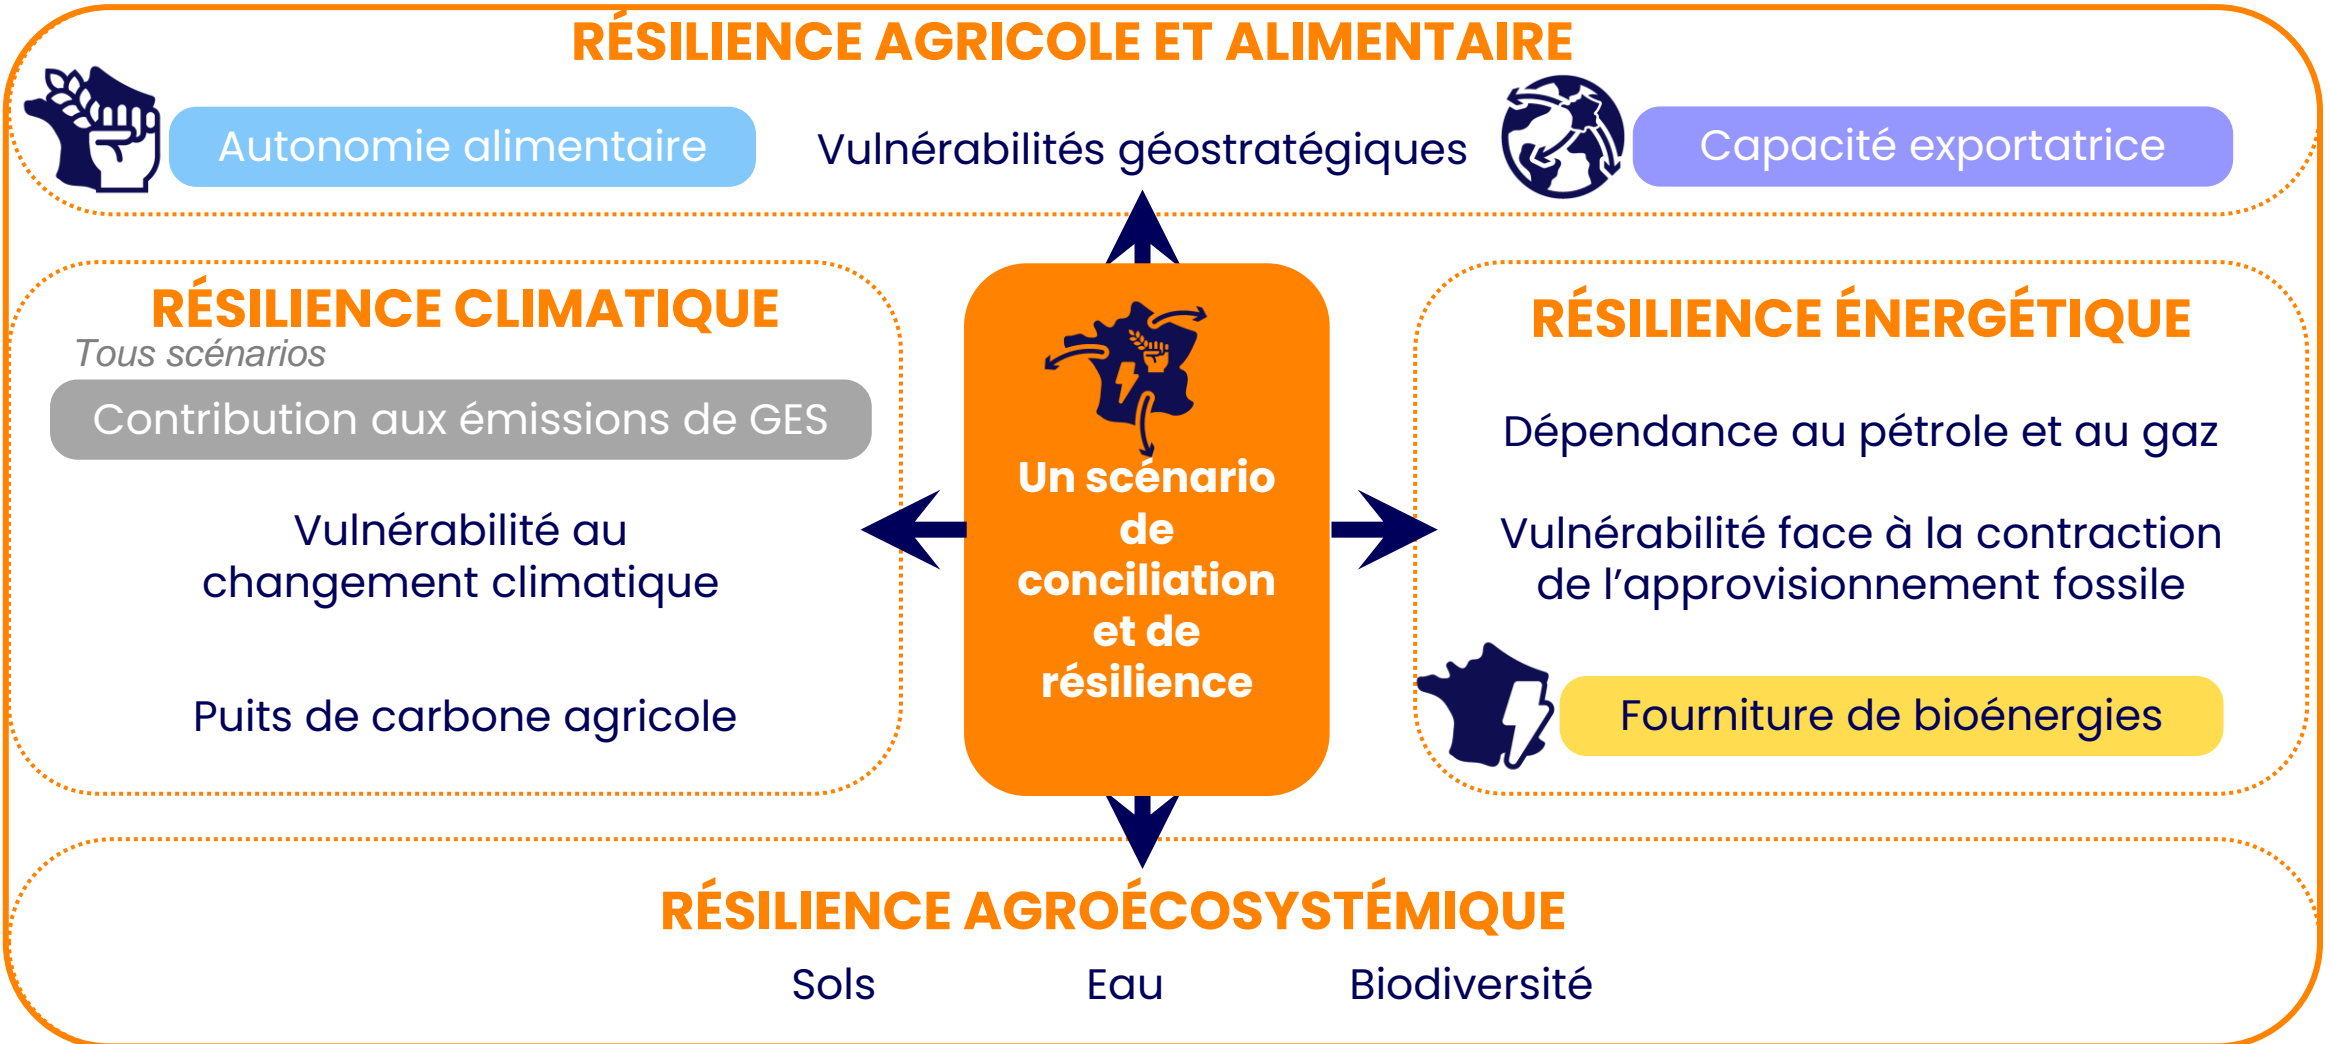 RÉSILIENCE AGRICOLE ET ALIMENTAIRE
Autonomie alimentaire
Vulnérabilités géostratégiques
Capacité exportatrice
RÉSILIENCE CLIMATIQUE
Tous scénarios
Contribution aux émissions de GES
Vulnérabilité au
changement climatique
Puits de carbone agricole
Un scénario
de
conciliation
et de
résilience
RÉSILIENCE ÉNERGÉTIQUE
Dépendance au pétrole et au gaz
Vulnérabilité face à la contraction
de l’approvisionnement fossile
Fourniture de bioénergies
RÉSILIENCE AGROÉCOSYSTÉMIQUE
Sols
Eau
Biodiversité